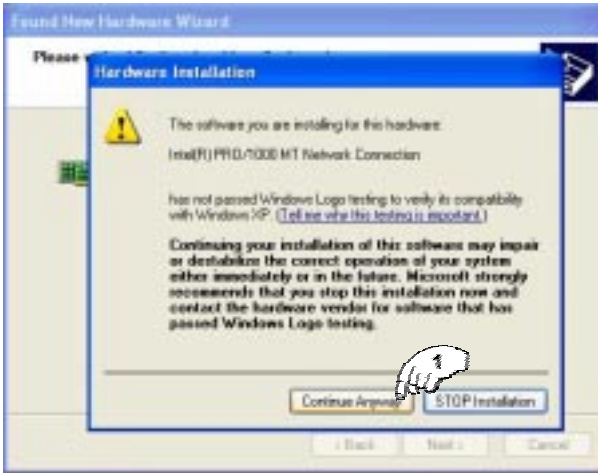 Found New Hardware Wizard
Please
Hardware Installation
The software you are installing for this hardware:
Intel(R) PRO/1000 MT Network Connection
has not passed Windows Logo testing to verify its compatibility
with Windows XP. (Tell me why this testing is important.)
Continuing your installation of this software may impair
or destabilize the correct operation of your system
either immediately or in the future. Microsoft strongly
recommends that you stop this installation now and
contact the hardware vendor for software that has
passed Windows Logo testing.
1
Continue Anyway
STOP Installation
< Back
Next >
Cancel